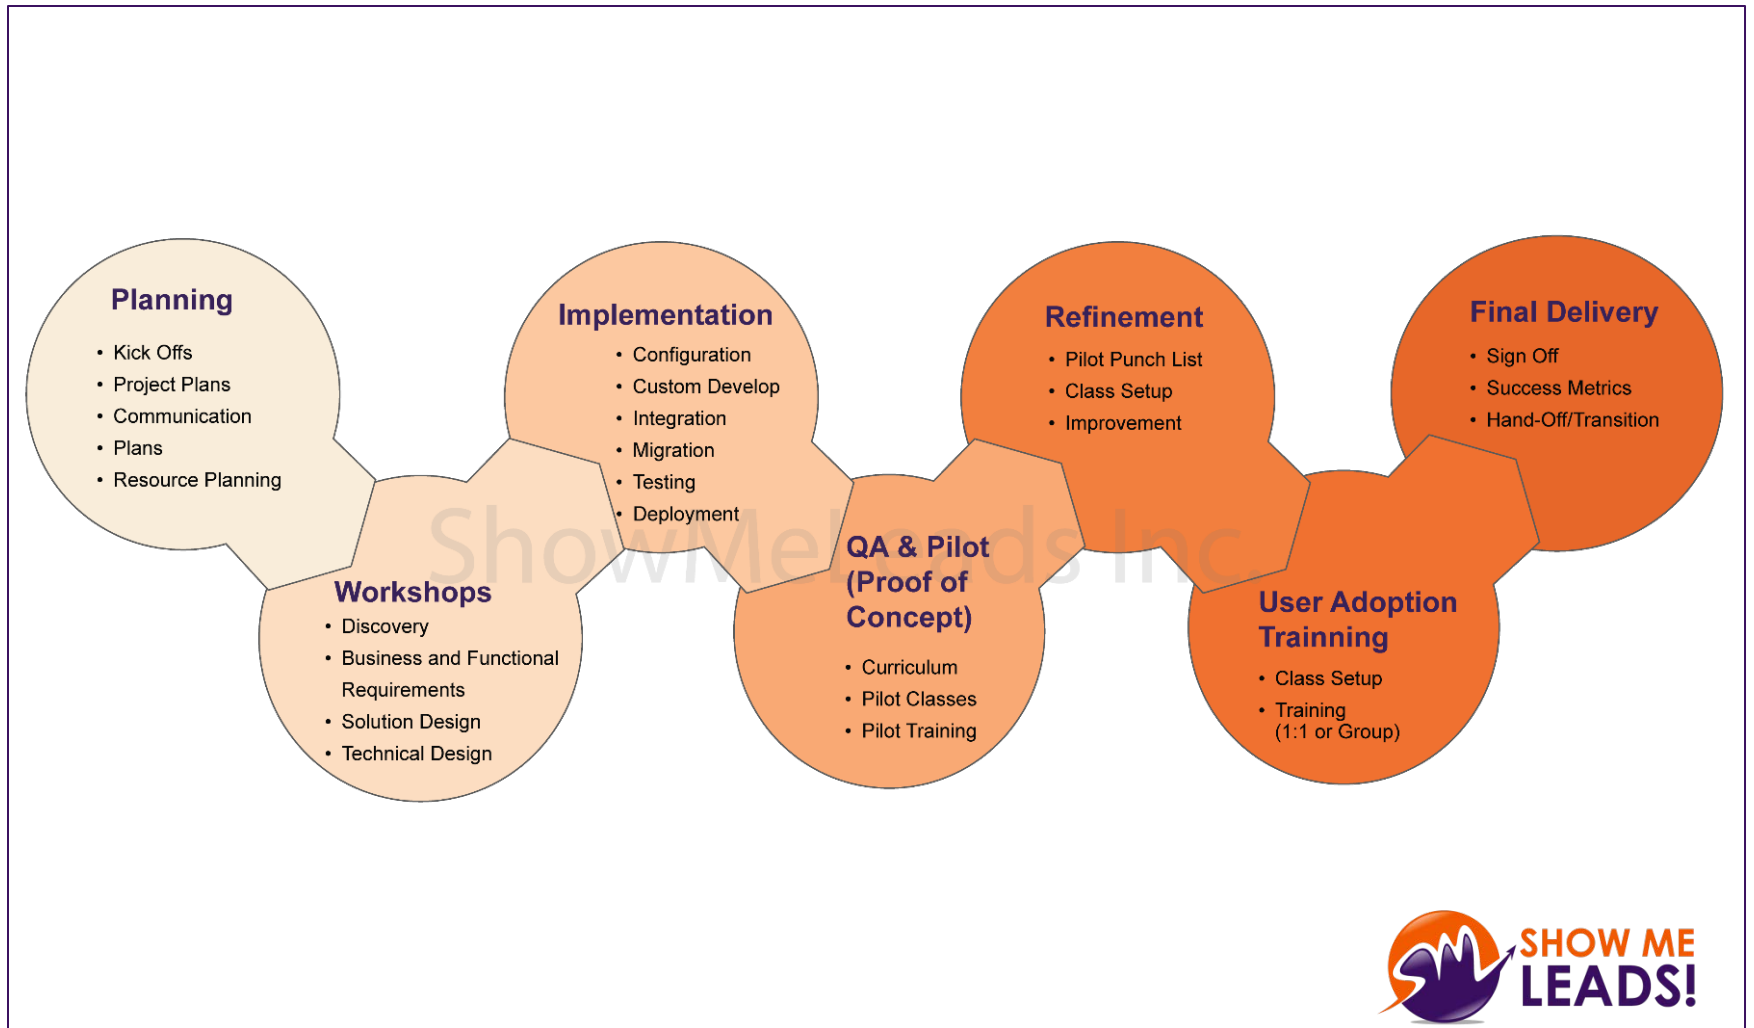 Planning
• Kick Offs
• Project Plans
• Communication
• Plans
• Resource Planning
Workshops
• Discovery
• Business and Functional
Requirements
• Solution Design
• Technical Design
Implementation
• Configuration
• Custom Develop
• Integration
• Migration
• Testing
• Deployment
QA & Pilot
(Proof of
Concept)
• Curriculum
• Pilot Classes
• Pilot Training
Refinement
• Pilot Punch List
• Class Setup
• Improvement
User Adoption
Trainning
• Class Setup
• Training
(1:1 or Group)
Final Delivery
• Sign Off
• Success Metrics
• Hand-Off/Transition
ShowMeLeads Inc.
SHOW ME
LEADS!